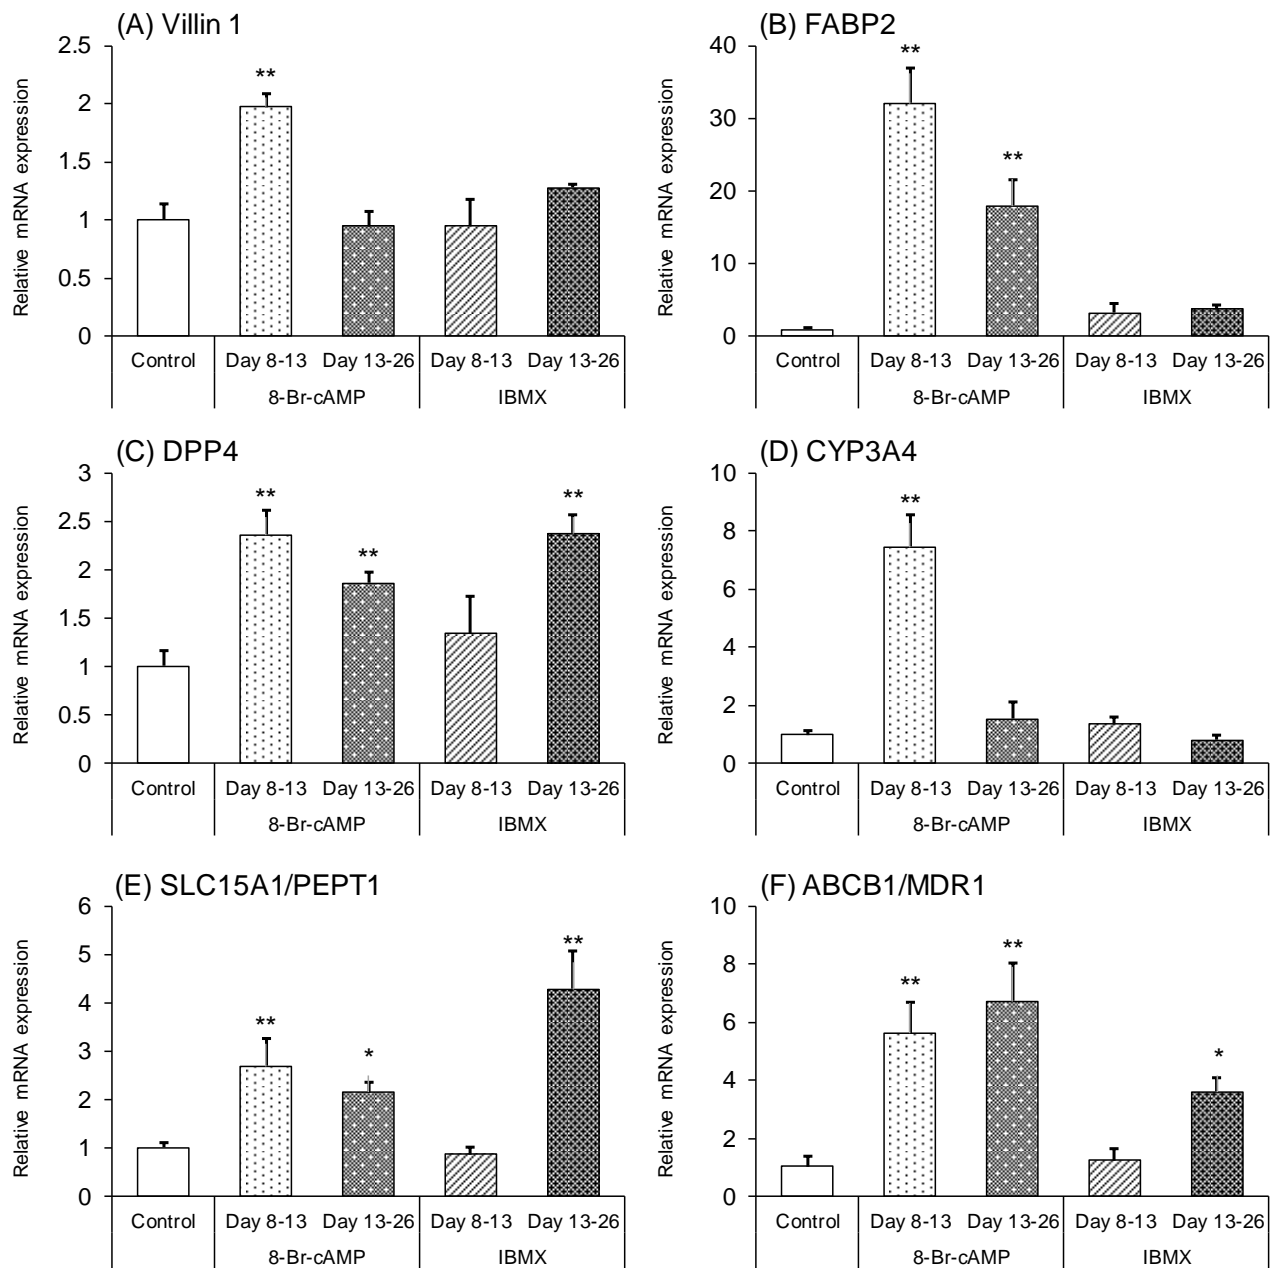 (A) Villin 1
Relative mRNA expression
2.5
2
1.5
1
0.5
0
**
Control Day 8-13 Day 13-26 Day 8-13 Day 13-26
8-Br-cAMP IBMX
(B) FABP2
Relative mRNA expression
40
30
20
10
0
**
**
Control Day 8-13 Day 13-26 Day 8-13 Day 13-26
8-Br-cAMP IBMX
(C) DPP4
Relative mRNA expression
3
2.5
2
1.5
1
0.5
0
** **
**
Control Day 8-13 Day 13-26 Day 8-13 Day 13-26
8-Br-cAMP IBMX
(D) CYP3A4
Relative mRNA expression
10
8
6
4
2
0
**
Control Day 8-13 Day 13-26 Day 8-13 Day 13-26
8-Br-cAMP IBMX
(E) SLC15A1/PEPT1
Relative mRNA expression
6
5
4
3
2
1
0
**
**
*
Control Day 8-13 Day 13-26 Day 8-13 Day 13-26
8-Br-cAMP IBMX
(F) ABCB1/MDR1
Relative mRNA expression
10
8
6
4
2
0
**
**
*
Control Day 8-13 Day 13-26 Day 8-13 Day 13-26
8-Br-cAMP IBMX